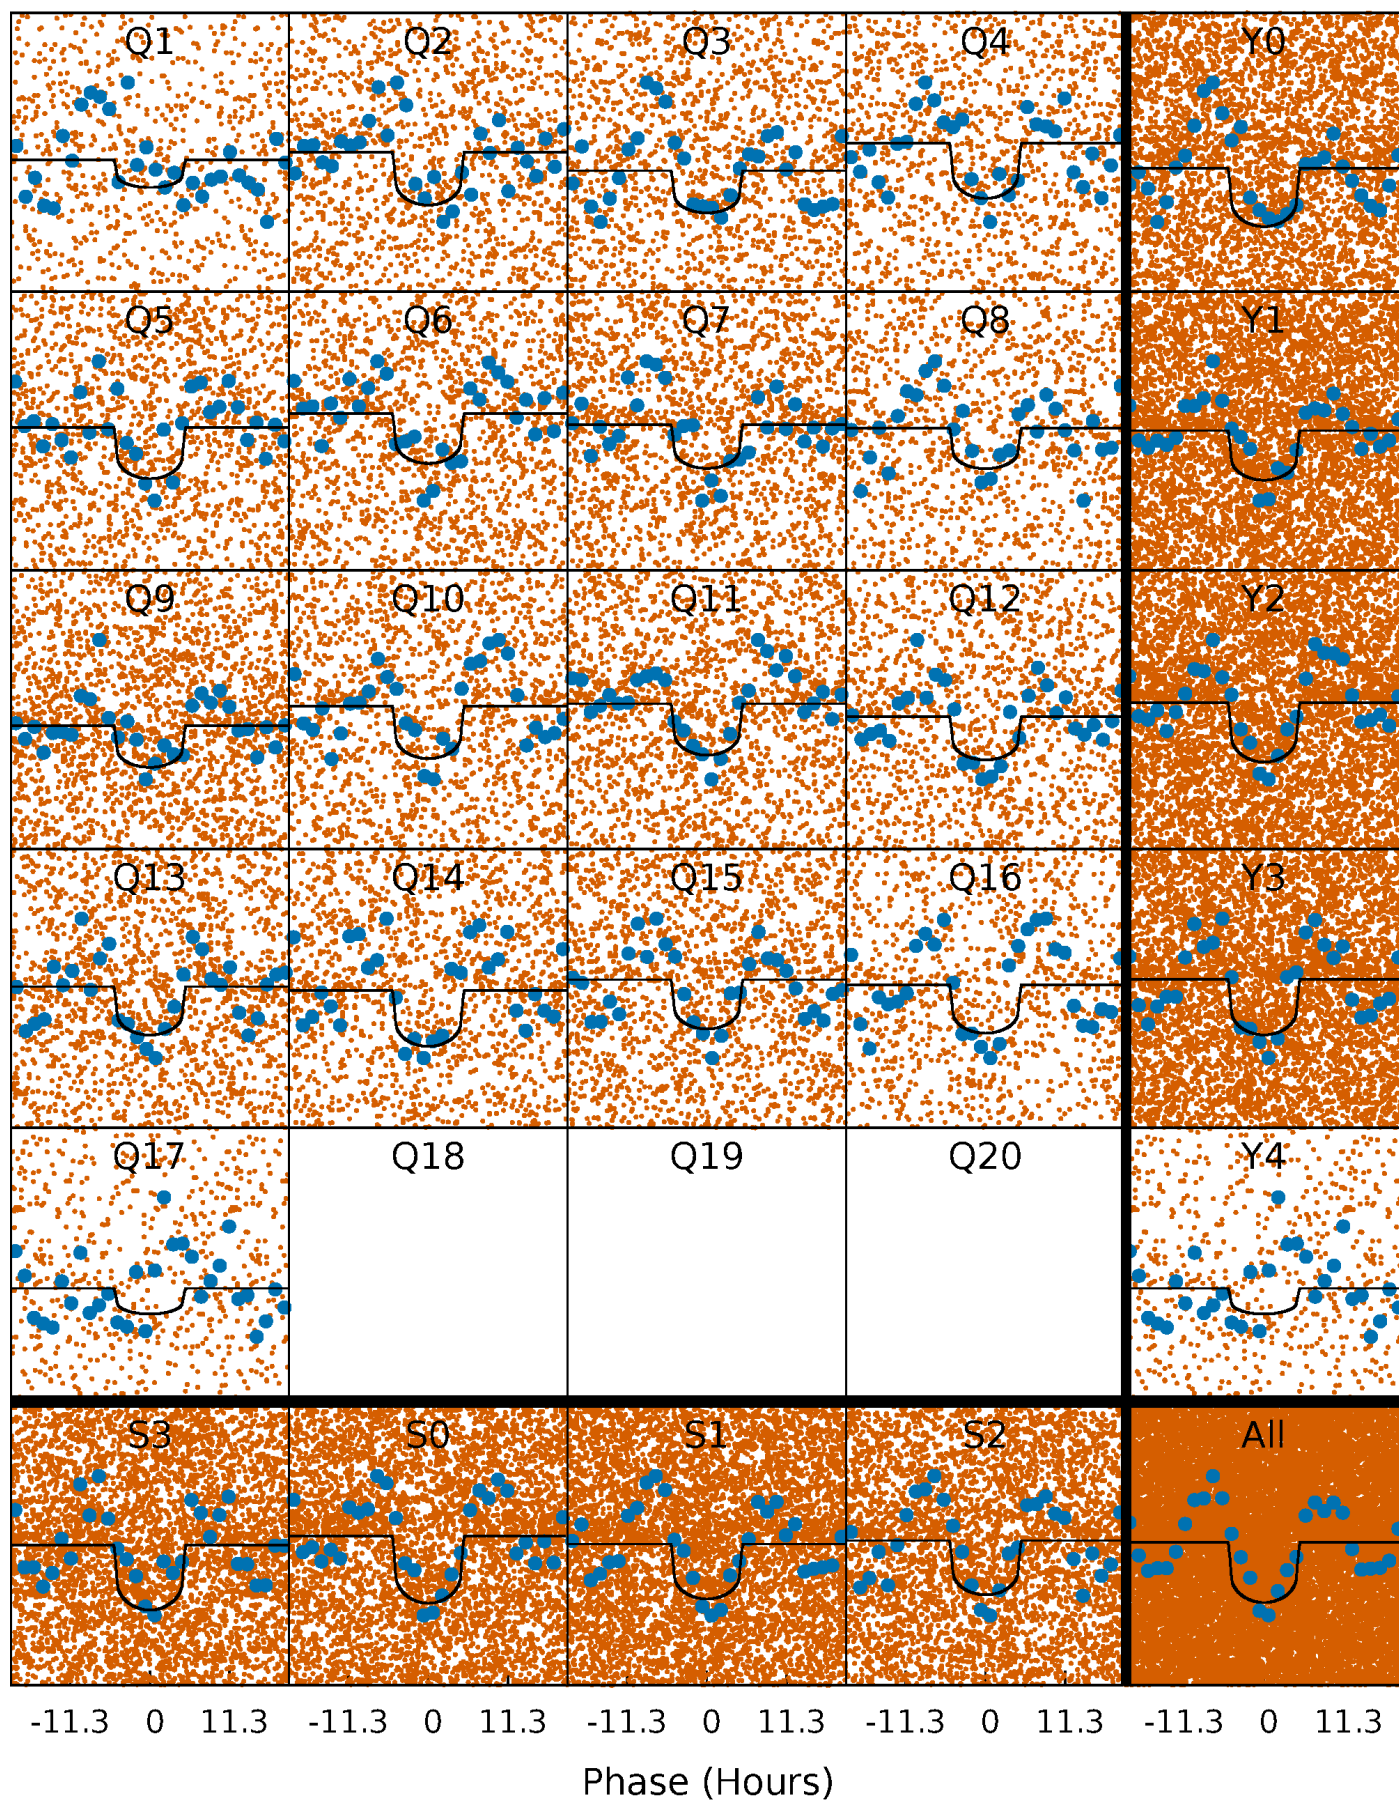 Q1 Q2 Q3 Q4 Y0
Q5 Q6 Q7 Q8 Y1
Q9 Q10 Q11 Q12 Y2
Q13 Q14 Q15 Q16 Y3
Q17 Q18 Q19 Q20 Y4
S3 S0 S1 S2 All
-11.3 0 11.3 -11.3 0 11.3 -11.3 0 11.3 -11.3 0 11.3 -11.3 0 11.3
Phase (Hours)